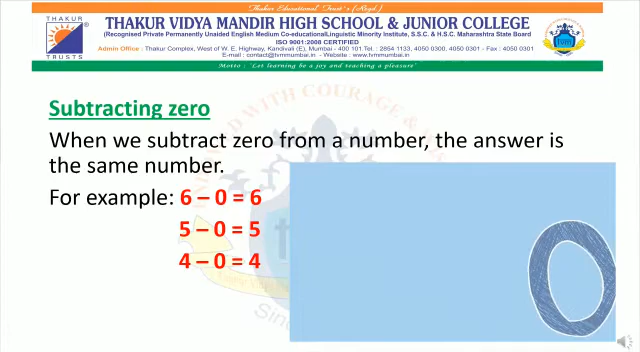 Thakur Educational Trust's (Regd.)
THAKUR VIDYA MANDIR HIGH SCHOOL & JUNIOR COLLEGE
(Recognised Private Permanently Unaided English Medium Co-educational Linguistic Minority Institute, S.S.C. & H.S.C. Maharashtra State Board
ISO 9001:2008 CERTIFIED
Admin Office : Thakur Complex, West of W. E. Highway, Kandivali (E), Mumbai - 400 101. Tel. : 2854 1133, 4050 0300, 4050 0301 - Fax : 4050 0301
E-mail : contact@tvmmumbai.in - Website : www.tvmmumbai.in
Motto : "Let learning be a joy and teaching a pleasure"
THAKUR
TRUSTS
tvm
Subtracting zero
When we subtract zero from a number, the answer is
the same number.
For example: 6 – 0 = 6
5 – 0 = 5
4 – 0 = 4
0